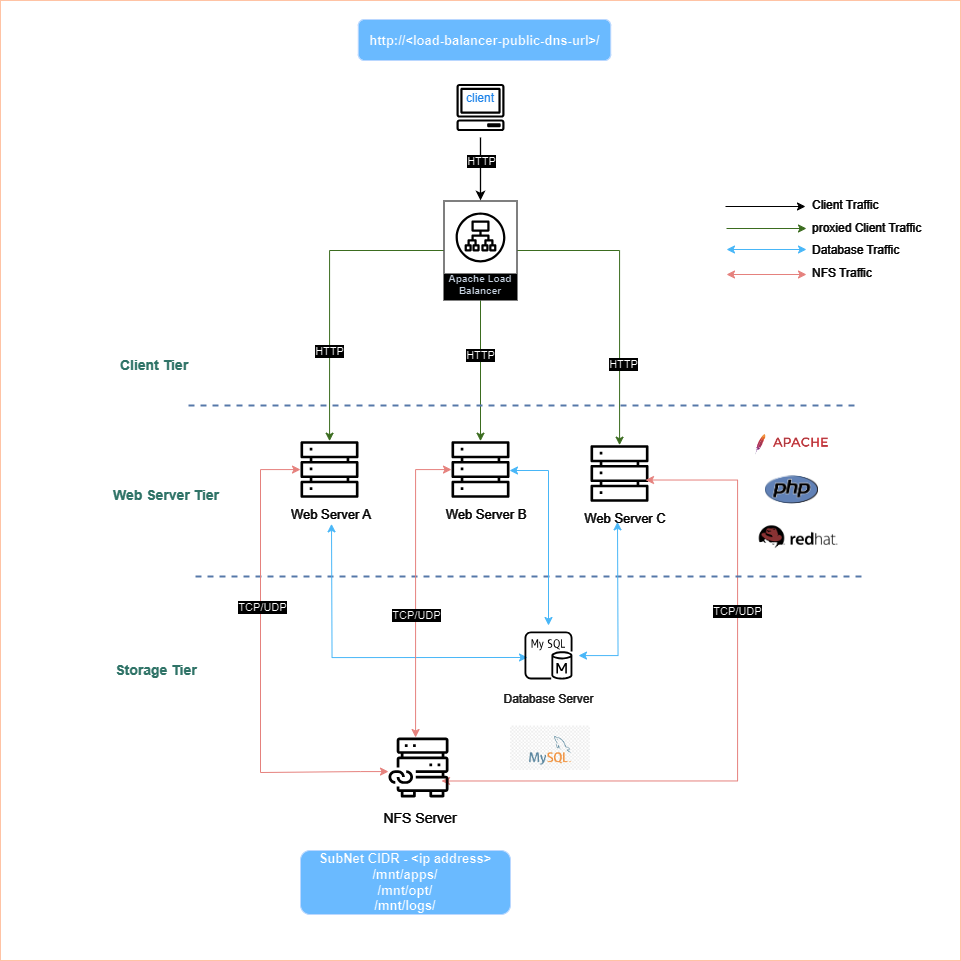 http://<load-balancer-public-dns-url>/
client
HTTP
Client Traffic
proxied Client Traffic
Database Traffic
NFS Traffic
Apache Load
Balancer
HTTP
HTTP
HTTP
Client Tier
APACHE
php
redhat.
Web Server Tier
Web Server A
Web Server B
Web Server C
TCP/UDP
TCP/UDP
TCP/UDP
My SQL
M
Storage Tier
Database Server
MySQL
NFS Server
SubNet CIDR - <ip address>
/mnt/apps/
/mnt/opt/
/mnt/logs/